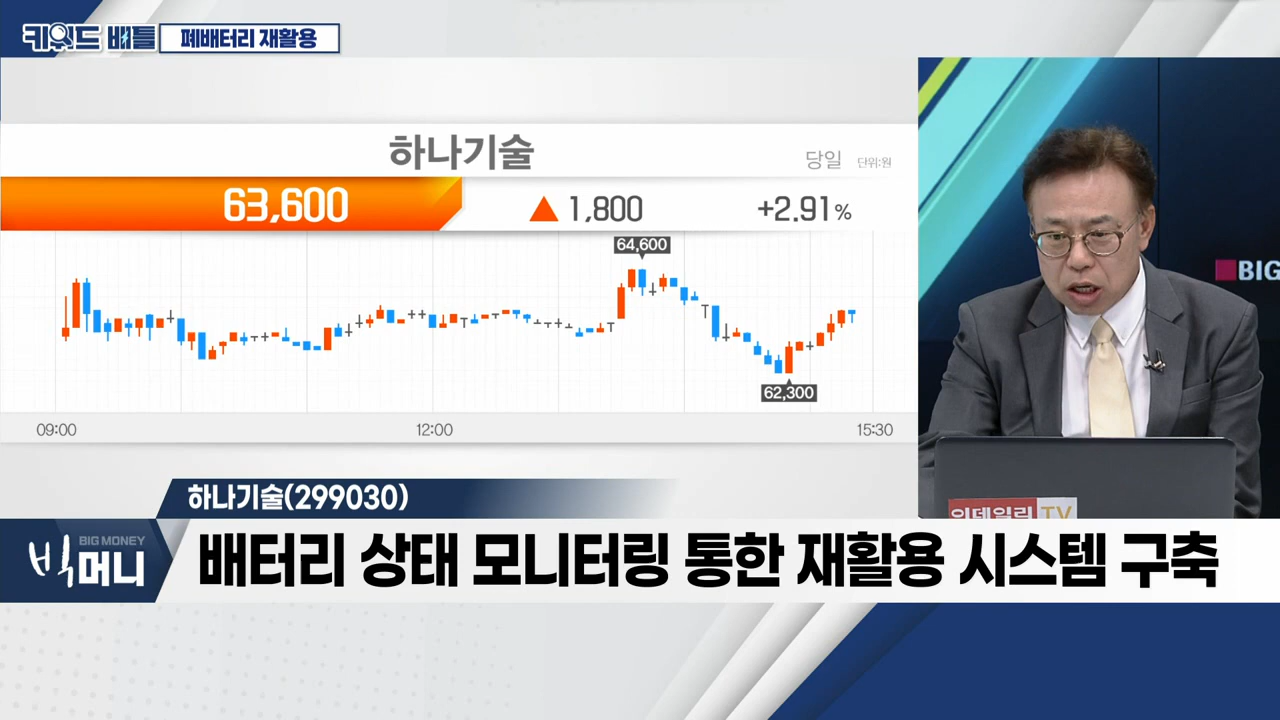 키워드 배틀 폐배터리 재활용
하나기술
당일 단위:원
63,600 ▲ 1,800 +2.91%
64,600
62,300
09:00 12:00 15:30
BIG
이데일리 TV
하나기술(299030)
BIG MONEY
빅머니
배터리 상태 모니터링 통한 재활용 시스템 구축